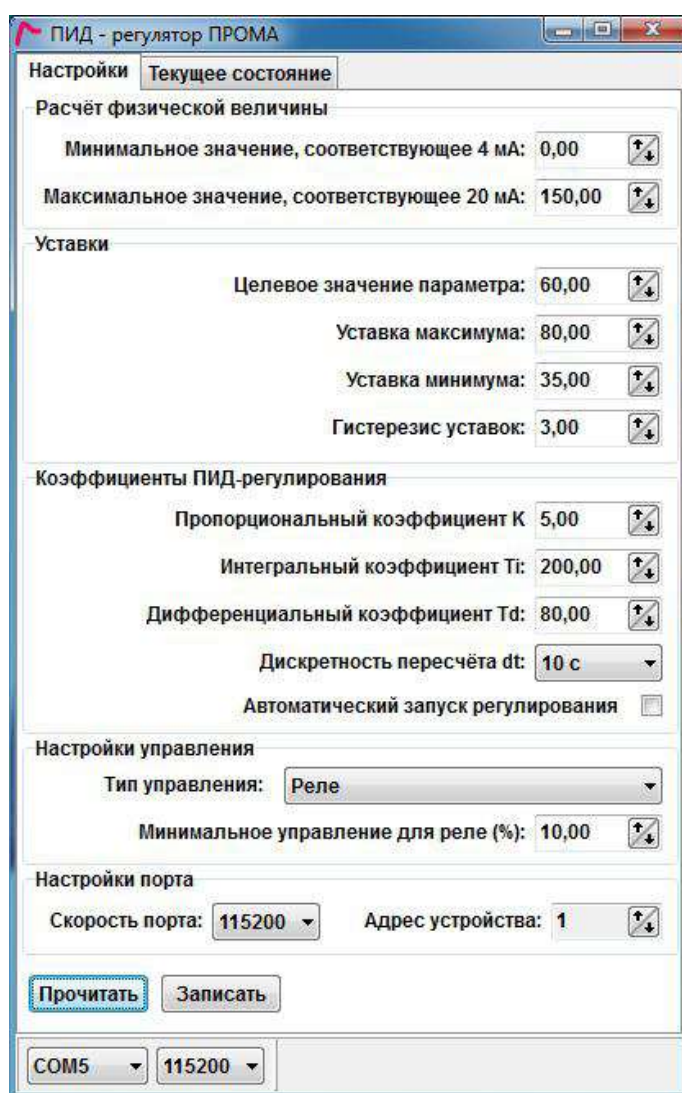 ПИД - регулятор ПРОМА
Настройки Текущее состояние
Расчёт физической величины
Минимальное значение, соответствующее 4 мА: 0,00
Максимальное значение, соответствующее 20 мА: 150,00
Уставки
Целевое значение параметра: 60,00
Уставка максимума: 80,00
Уставка минимума: 35,00
Гистерезис уставок: 3,00
Коэффициенты ПИД-регулирования
Пропорциональный коэффициент K 5,00
Интегральный коэффициент Ti: 200,00
Дифференциальный коэффициент Td: 80,00
Дискретность пересчёта dt: 10 с
Автоматический запуск регулирования
Настройки управления
Тип управления: Реле
Минимальное управление для реле (%): 10,00
Настройки порта
Скорость порта: 115200 Адрес устройства: 1
Прочитать Записать
COM5 115200